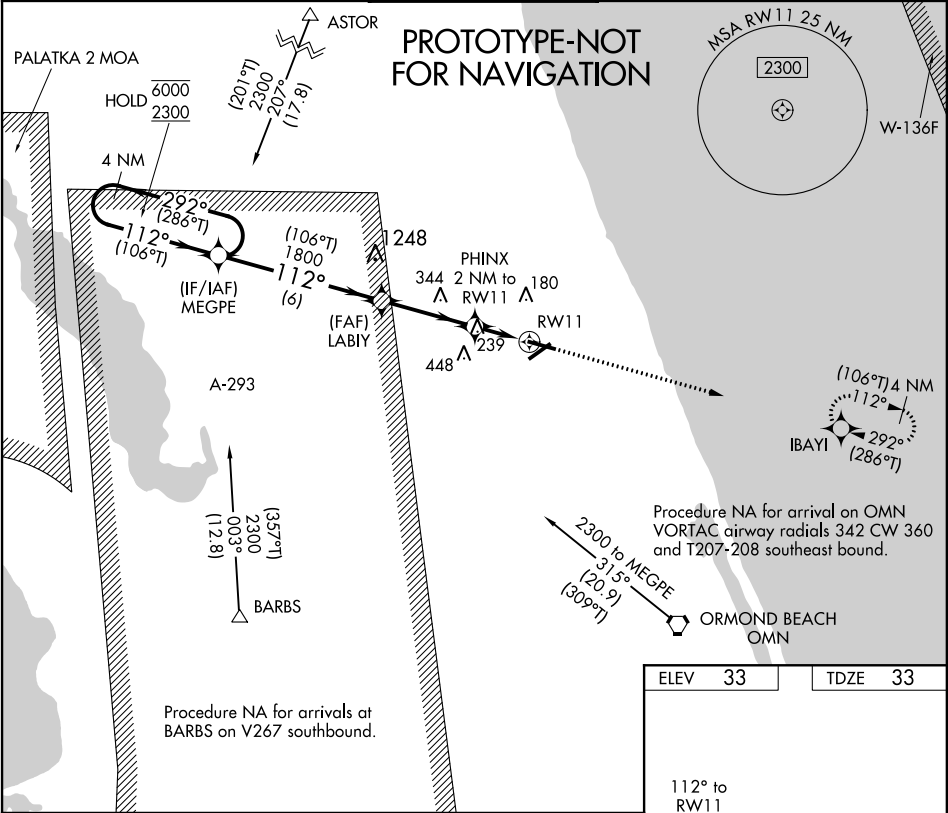 ASTOR
PROTOTYPE-NOT
FOR NAVIGATION
MSA RW11 25 NM
2300
W-136F
PALATKA 2 MOA
HOLD 6000
2300
(201°T)
2300
207°
(17.8)
4 NM
292°
(286°T)
112°
(106°T)
(IF/IAF)
MEGPE
(106°T)
1800
112°
(6)
1248
(FAF)
LABIY
344
PHINX
2 NM to
RW11
180
RW11
239
448
A-293
(106°T)
4 NM
112°
IBAYI
292°
(286°T)
Procedure NA for arrival on OMN
VORTAC airway radials 342 CW 360
and T207-208 southeast bound.
(357°T)
2300
003°
(12.8)
BARBS
2300 to MEGPE
315°
(20.9)
(309°T)
ORMOND BEACH
OMN
Procedure NA for arrivals at
BARBS on V267 southbound.
ELEV 33
TDZE 33
112° to
RW11